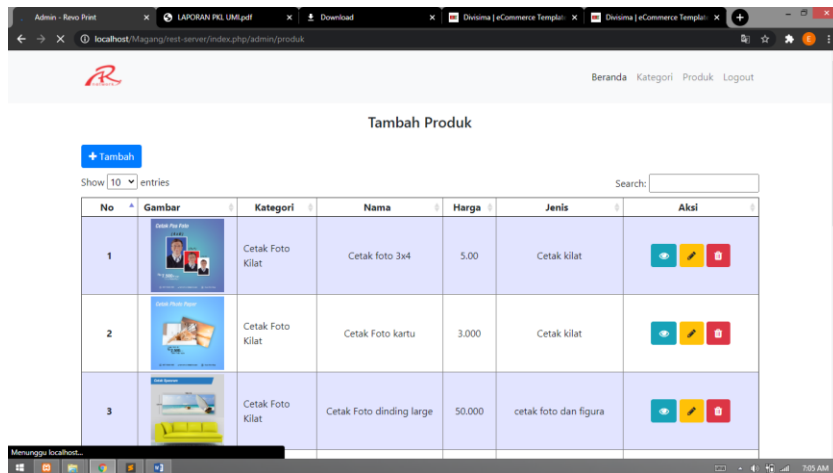 Admin - Revo Print
LAPORAN PKL UMI.pdf
Download
Divisima | eCommerce Templat
Divisima | eCommerce Templat
localhost/Magang/rest-server/index.php/admin/produk
Beranda Kategori Produk Logout
Tambah Produk
Tambah
Show 10 entries
Search:
No Gambar Kategori Nama Harga Jenis Aksi
Cetak Pas Foto
1 Cetak Foto Kilat Cetak foto 3x4 5.00 Cetak kilat
2 Cetak Foto Kilat Cetak Foto kartu 3.000 Cetak kilat
3 Cetak Foto Kilat Cetak Foto dinding large 50.000 cetak foto dan figura
Menunggu localhost...
7:05 AM